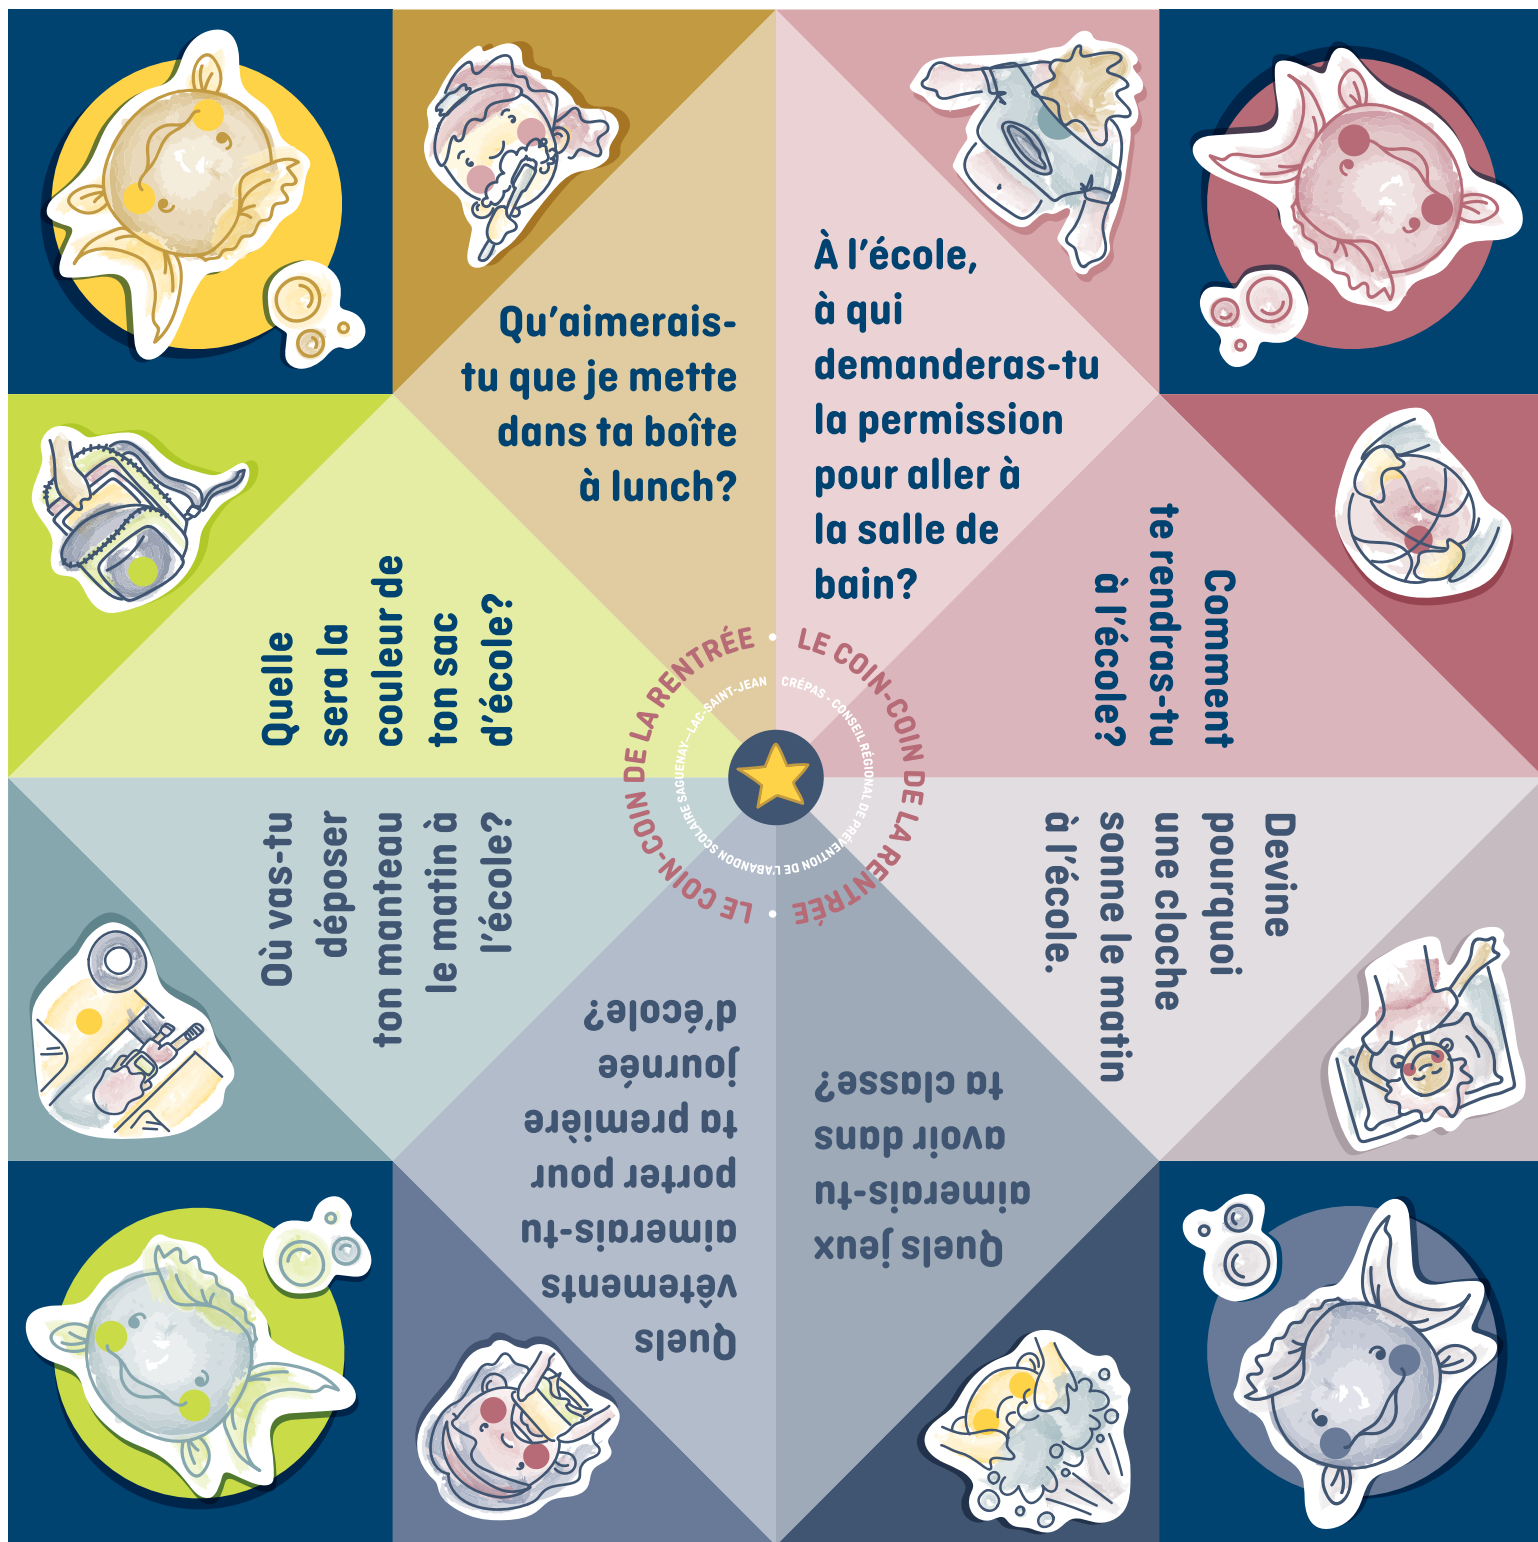 Qu'aimerais-
tu que je mette
dans ta boîte
à lunch?
À l'école,
à qui
demanderas-tu
la permission
pour aller à
la salle de
bain?
Comment
te rendras-tu
à l'école?
Devine
pourquoi
une cloche
sonne le matin
à l'école.
Quels jeux
aimerais-tu
avoir dans
ta classe?
Quels
vêtements
aimerais-tu
porter pour
ta première
journée
d'école?
Où vas-tu
déposer
ton manteau
le matin à
l'école?
Quelle
sera la
couleur de
ton sac
d'école?
LE COIN-COIN DE LA RENTRÉE •
LE COIN-COIN DE LA RENTRÉE •
CRÉPAS - CONSEIL RÉGIONAL DE PRÉVENTION DE L'ABANDON SCOLAIRE SAGUENAY—LAC-SAINT-JEAN